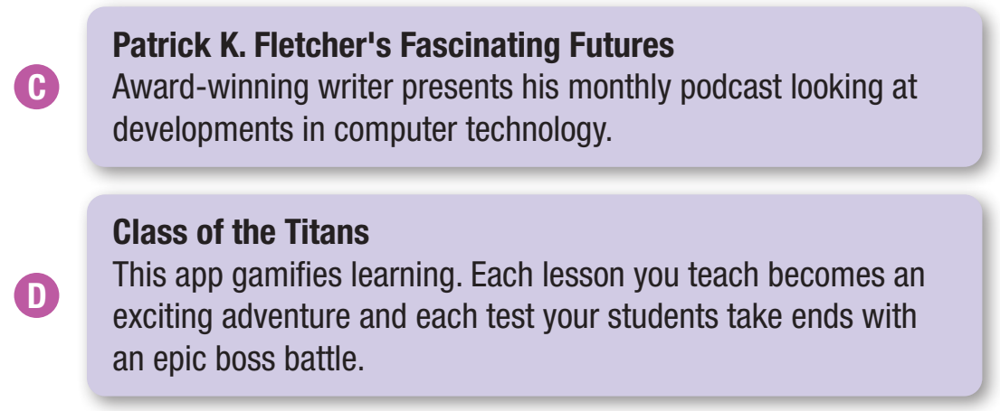 C
Patrick K. Fletcher's Fascinating Futures
Award-winning writer presents his monthly podcast looking at
developments in computer technology.
D
Class of the Titans
This app gamifies learning. Each lesson you teach becomes an
exciting adventure and each test your students take ends with
an epic boss battle.